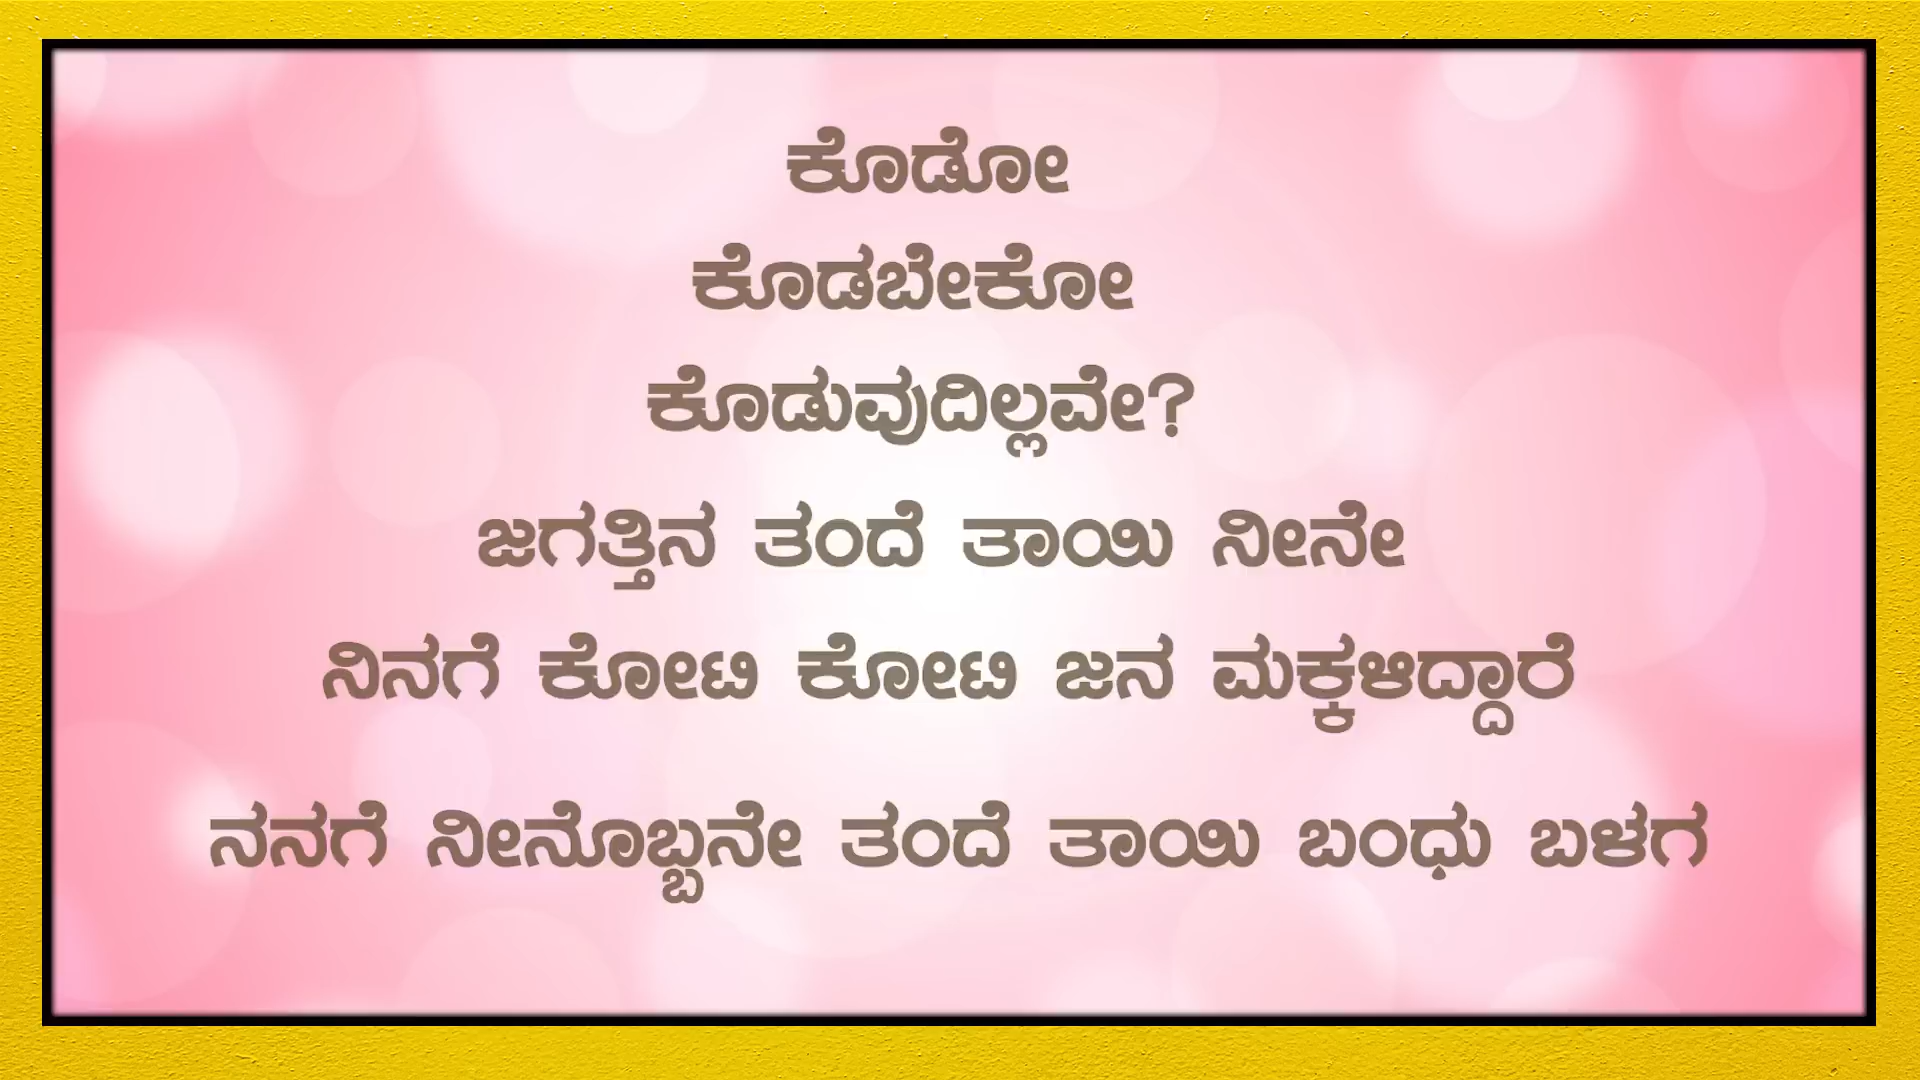 ಕೊಡೋ
ಕೊಡಬೇಕೋ
ಕೊಡುವುದಿಲ್ಲವೇ?
ಜಗತ್ತಿನ ತಂದೆ ತಾಯಿ ನೀನೇ
ನಿನಗೆ ಕೋಟಿ ಕೋಟಿ ಜನ ಮಕ್ಕಳಿದ್ದಾರೆ
ನನಗೆ ನೀನೊಬ್ಬನೇ ತಂದೆ ತಾಯಿ ಬಂಧು ಬಳಗ